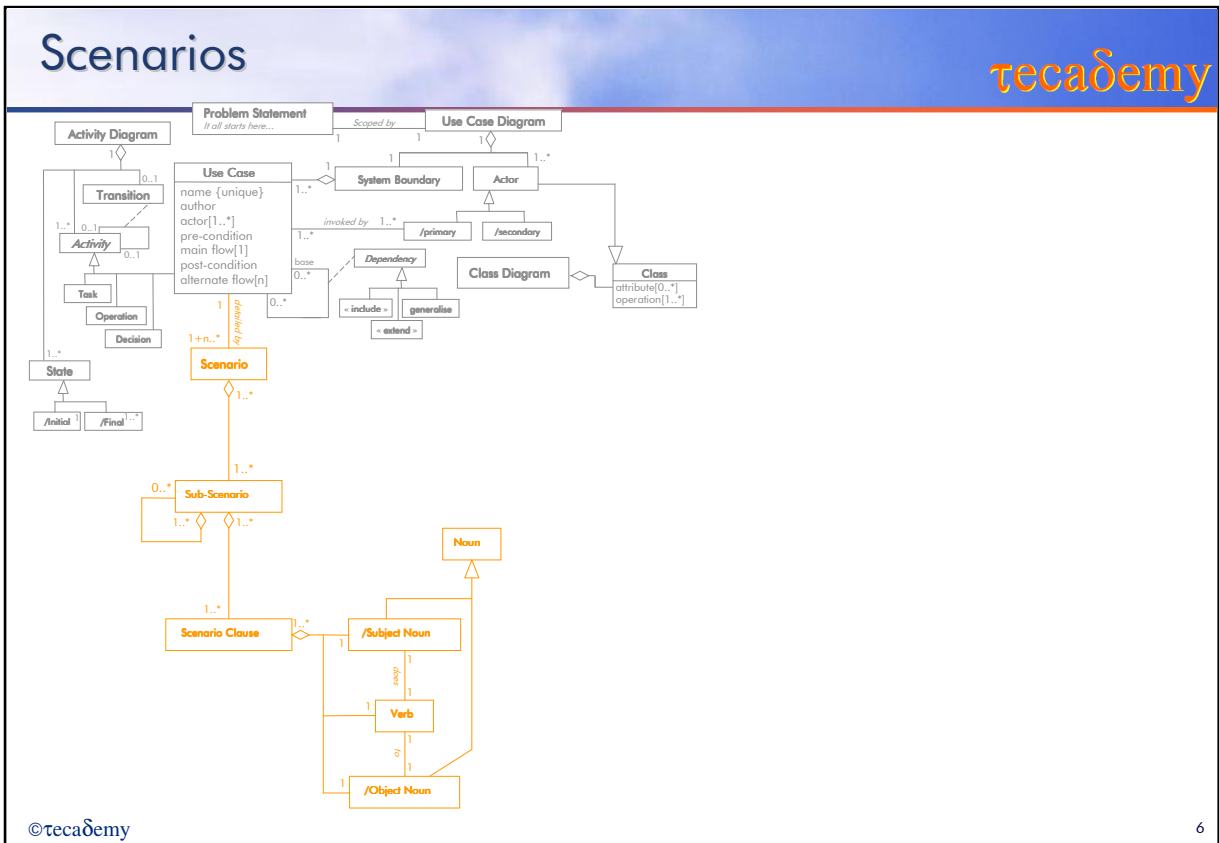 Scenarios
τecaδemy
Problem Statement
It all starts here...
Scoped by
1
1
Use Case Diagram
1
1
1..*
Activity Diagram
1
0..1
Transition
1..*
0..1
Activity
0..1
Task
Operation
Decision
1..*
State
/Initial
1
/Final
1..*
Use Case
name {unique}
author
actor[1..*]
pre-condition
main flow[1]
post-condition
alternate flow[n]
1
1..*
System Boundary
Actor
invoked by
1..*
1..*
/primary
/secondary
base
0..*
0..*
Dependency
« include »
generalise
« extend »
Class Diagram
Class
attribute[0..*]
operation[1..*]
1
detailed by
1+n..*
Scenario
1..*
1..*
0..*
Sub-Scenario
1..*
1..*
Noun
1..*
Scenario Clause
1..*
1
/Subject Noun
1
does
1
1
Verb
1
to
1
1
/Object Noun
©τecaδemy
6